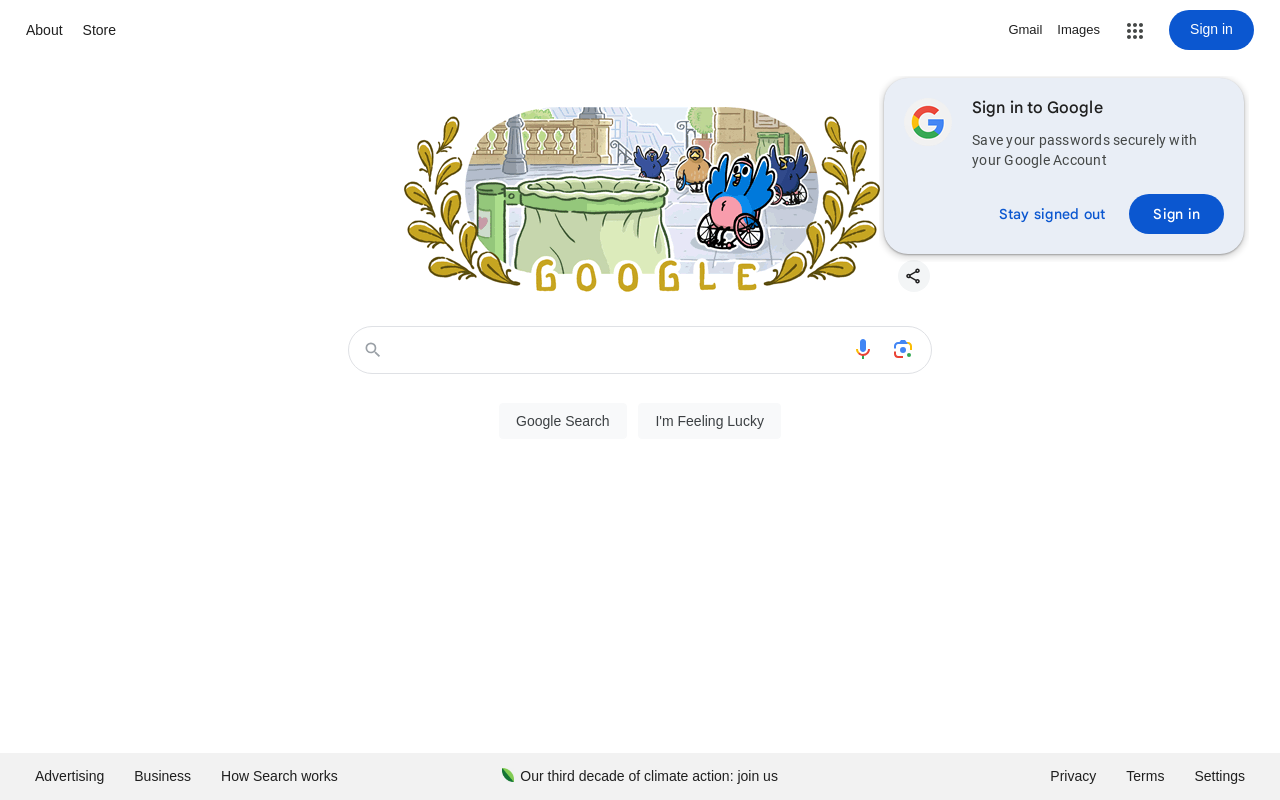 About Store
Gmail Images
Sign in
Sign in to Google
Save your passwords securely with
your Google Account
Stay signed out Sign in
GOOGLE
Google Search I'm Feeling Lucky
Advertising Business How Search works
Our third decade of climate action: join us
Privacy Terms Settings